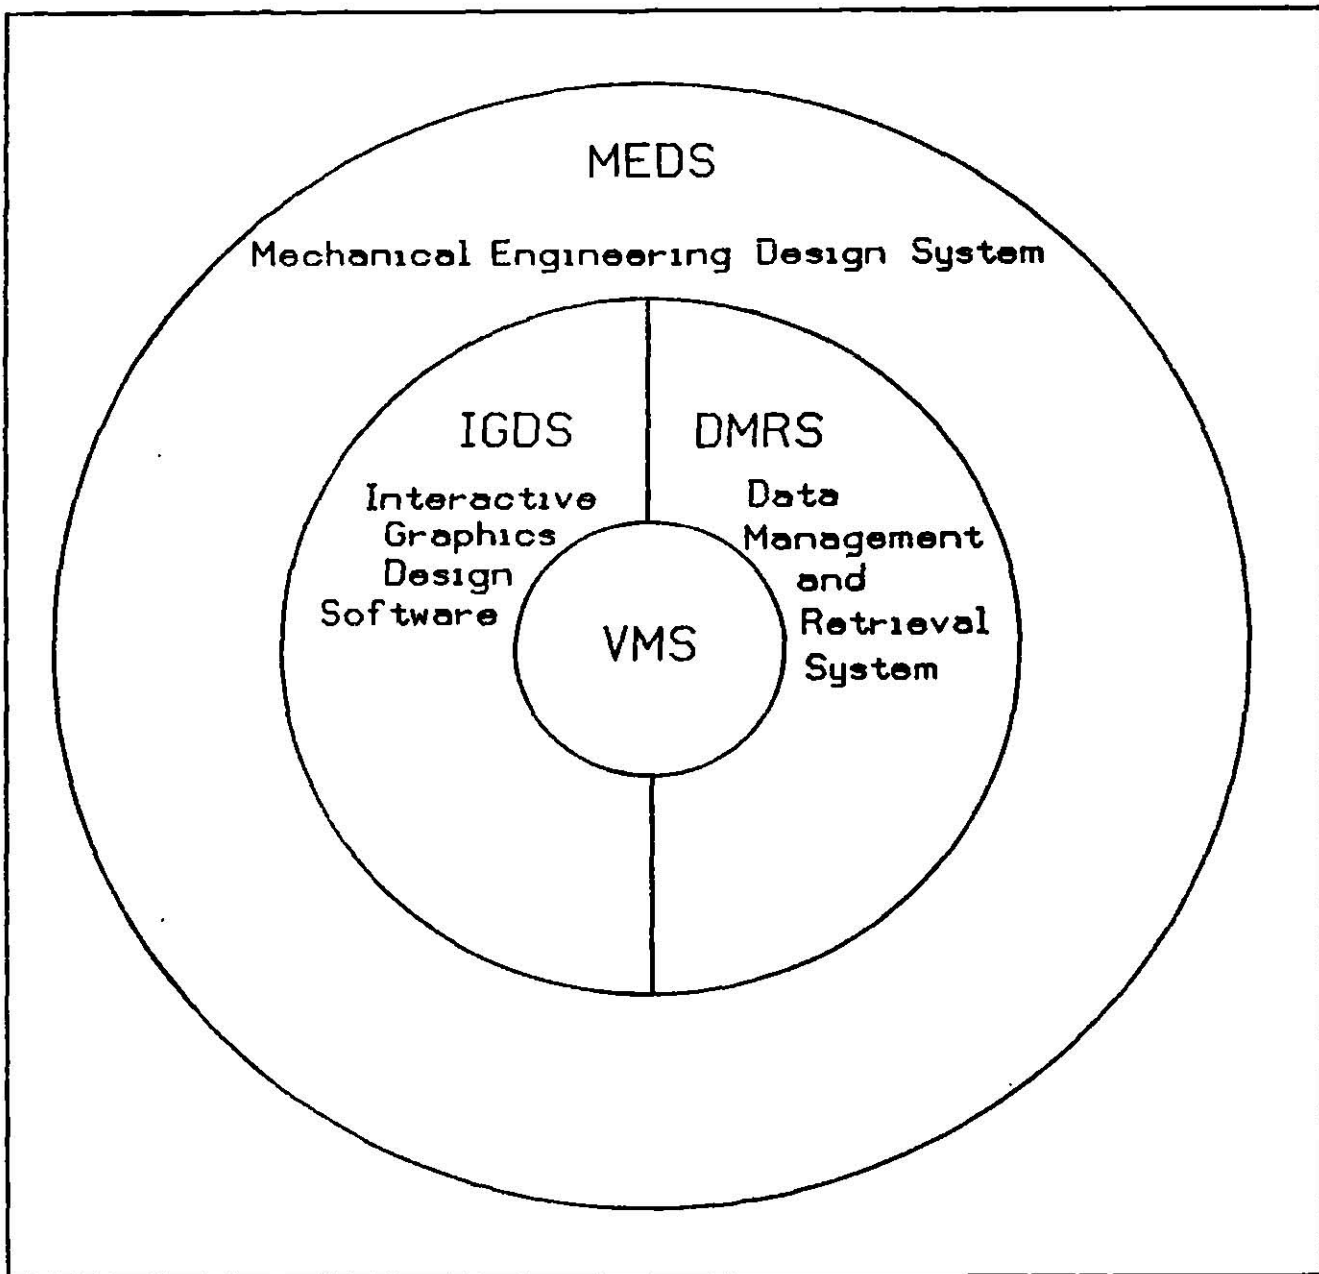 MEDS
Mechanical Engineering Design System
IGDS
Interactive
Graphics
Design
Software
DMRS
Data
Management
and
Retrieval
System
VMS